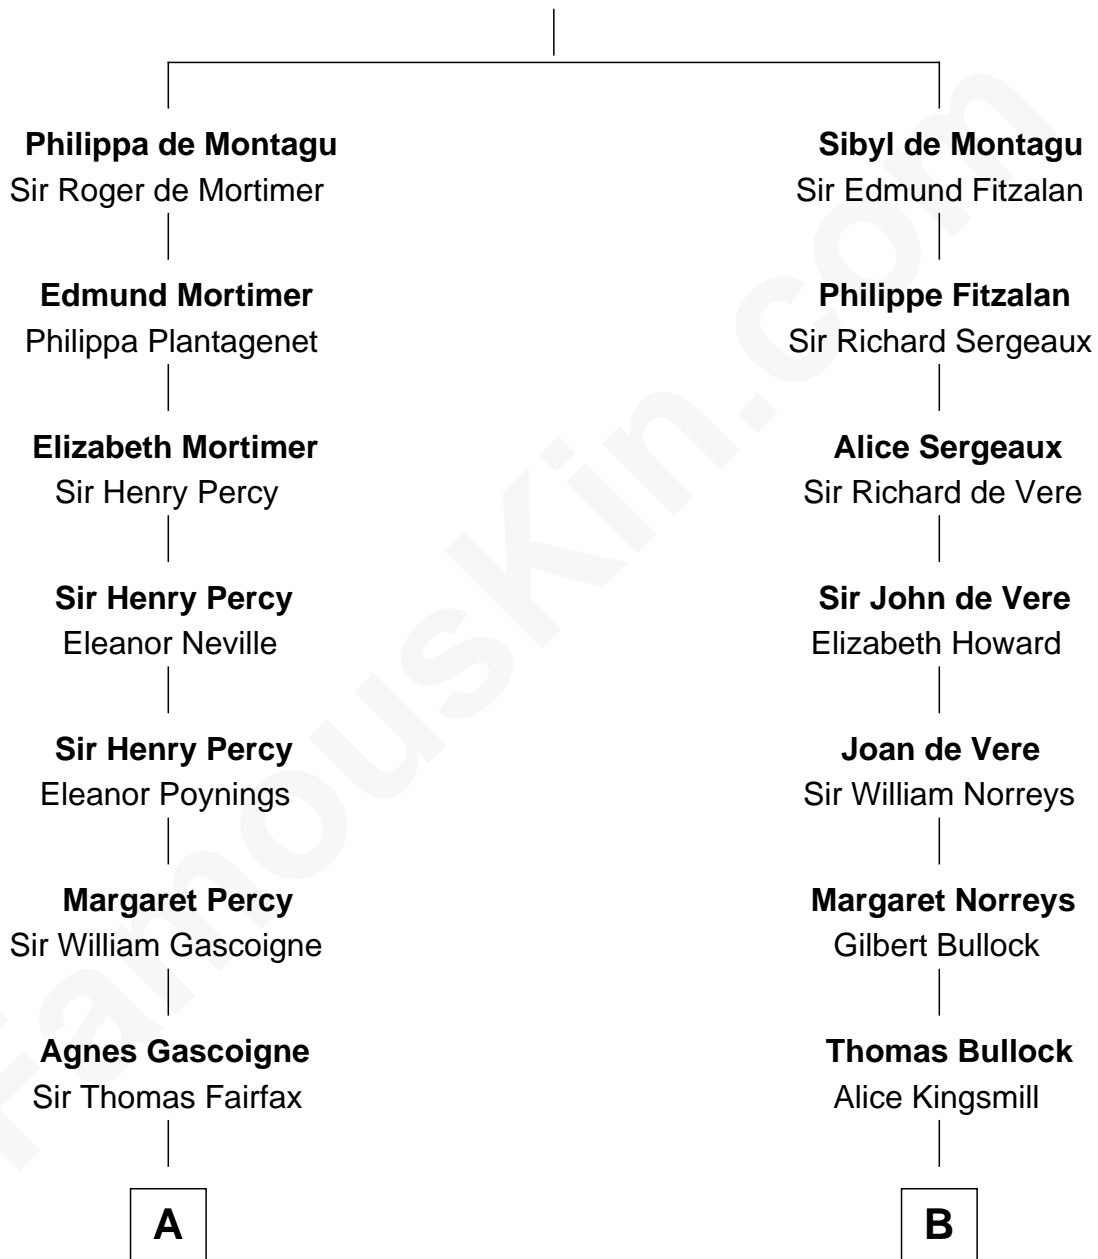 Philippa de Montagu
Sir Roger de Mortimer
Edmund Mortimer
Philippa Plantagenet
Elizabeth Mortimer
Sir Henry Percy
Sir Henry Percy
Eleanor Neville
Sir Henry Percy
Eleanor Poynings
Margaret Percy
Sir William Gascoigne
Agnes Gascoigne
Sir Thomas Fairfax
A
Sibyl de Montagu
Sir Edmund Fitzalan
Philippe Fitzalan
Sir Richard Sergeaux
Alice Sergeaux
Sir Richard de Vere
Sir John de Vere
Elizabeth Howard
Joan de Vere
Sir William Norreys
Margaret Norreys
Gilbert Bullock
Thomas Bullock
Alice Kingsmill
B
FamousKin.com